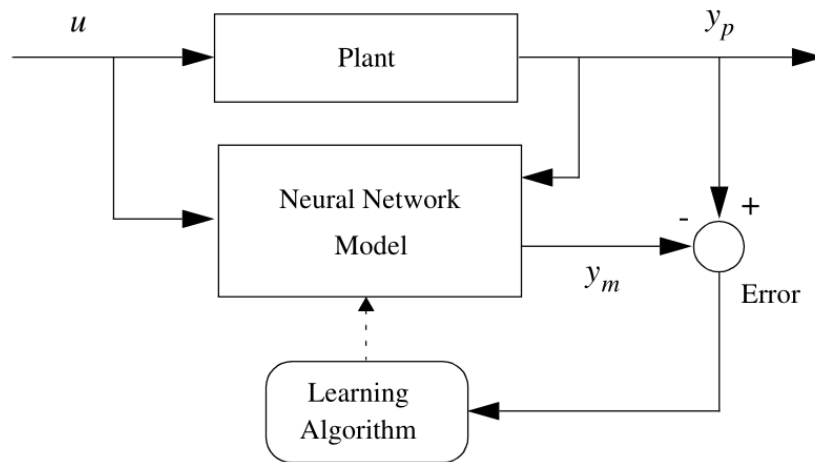 u
y_p
Plant
Neural Network
Model
-
+
y_m
Error
Learning
Algorithm